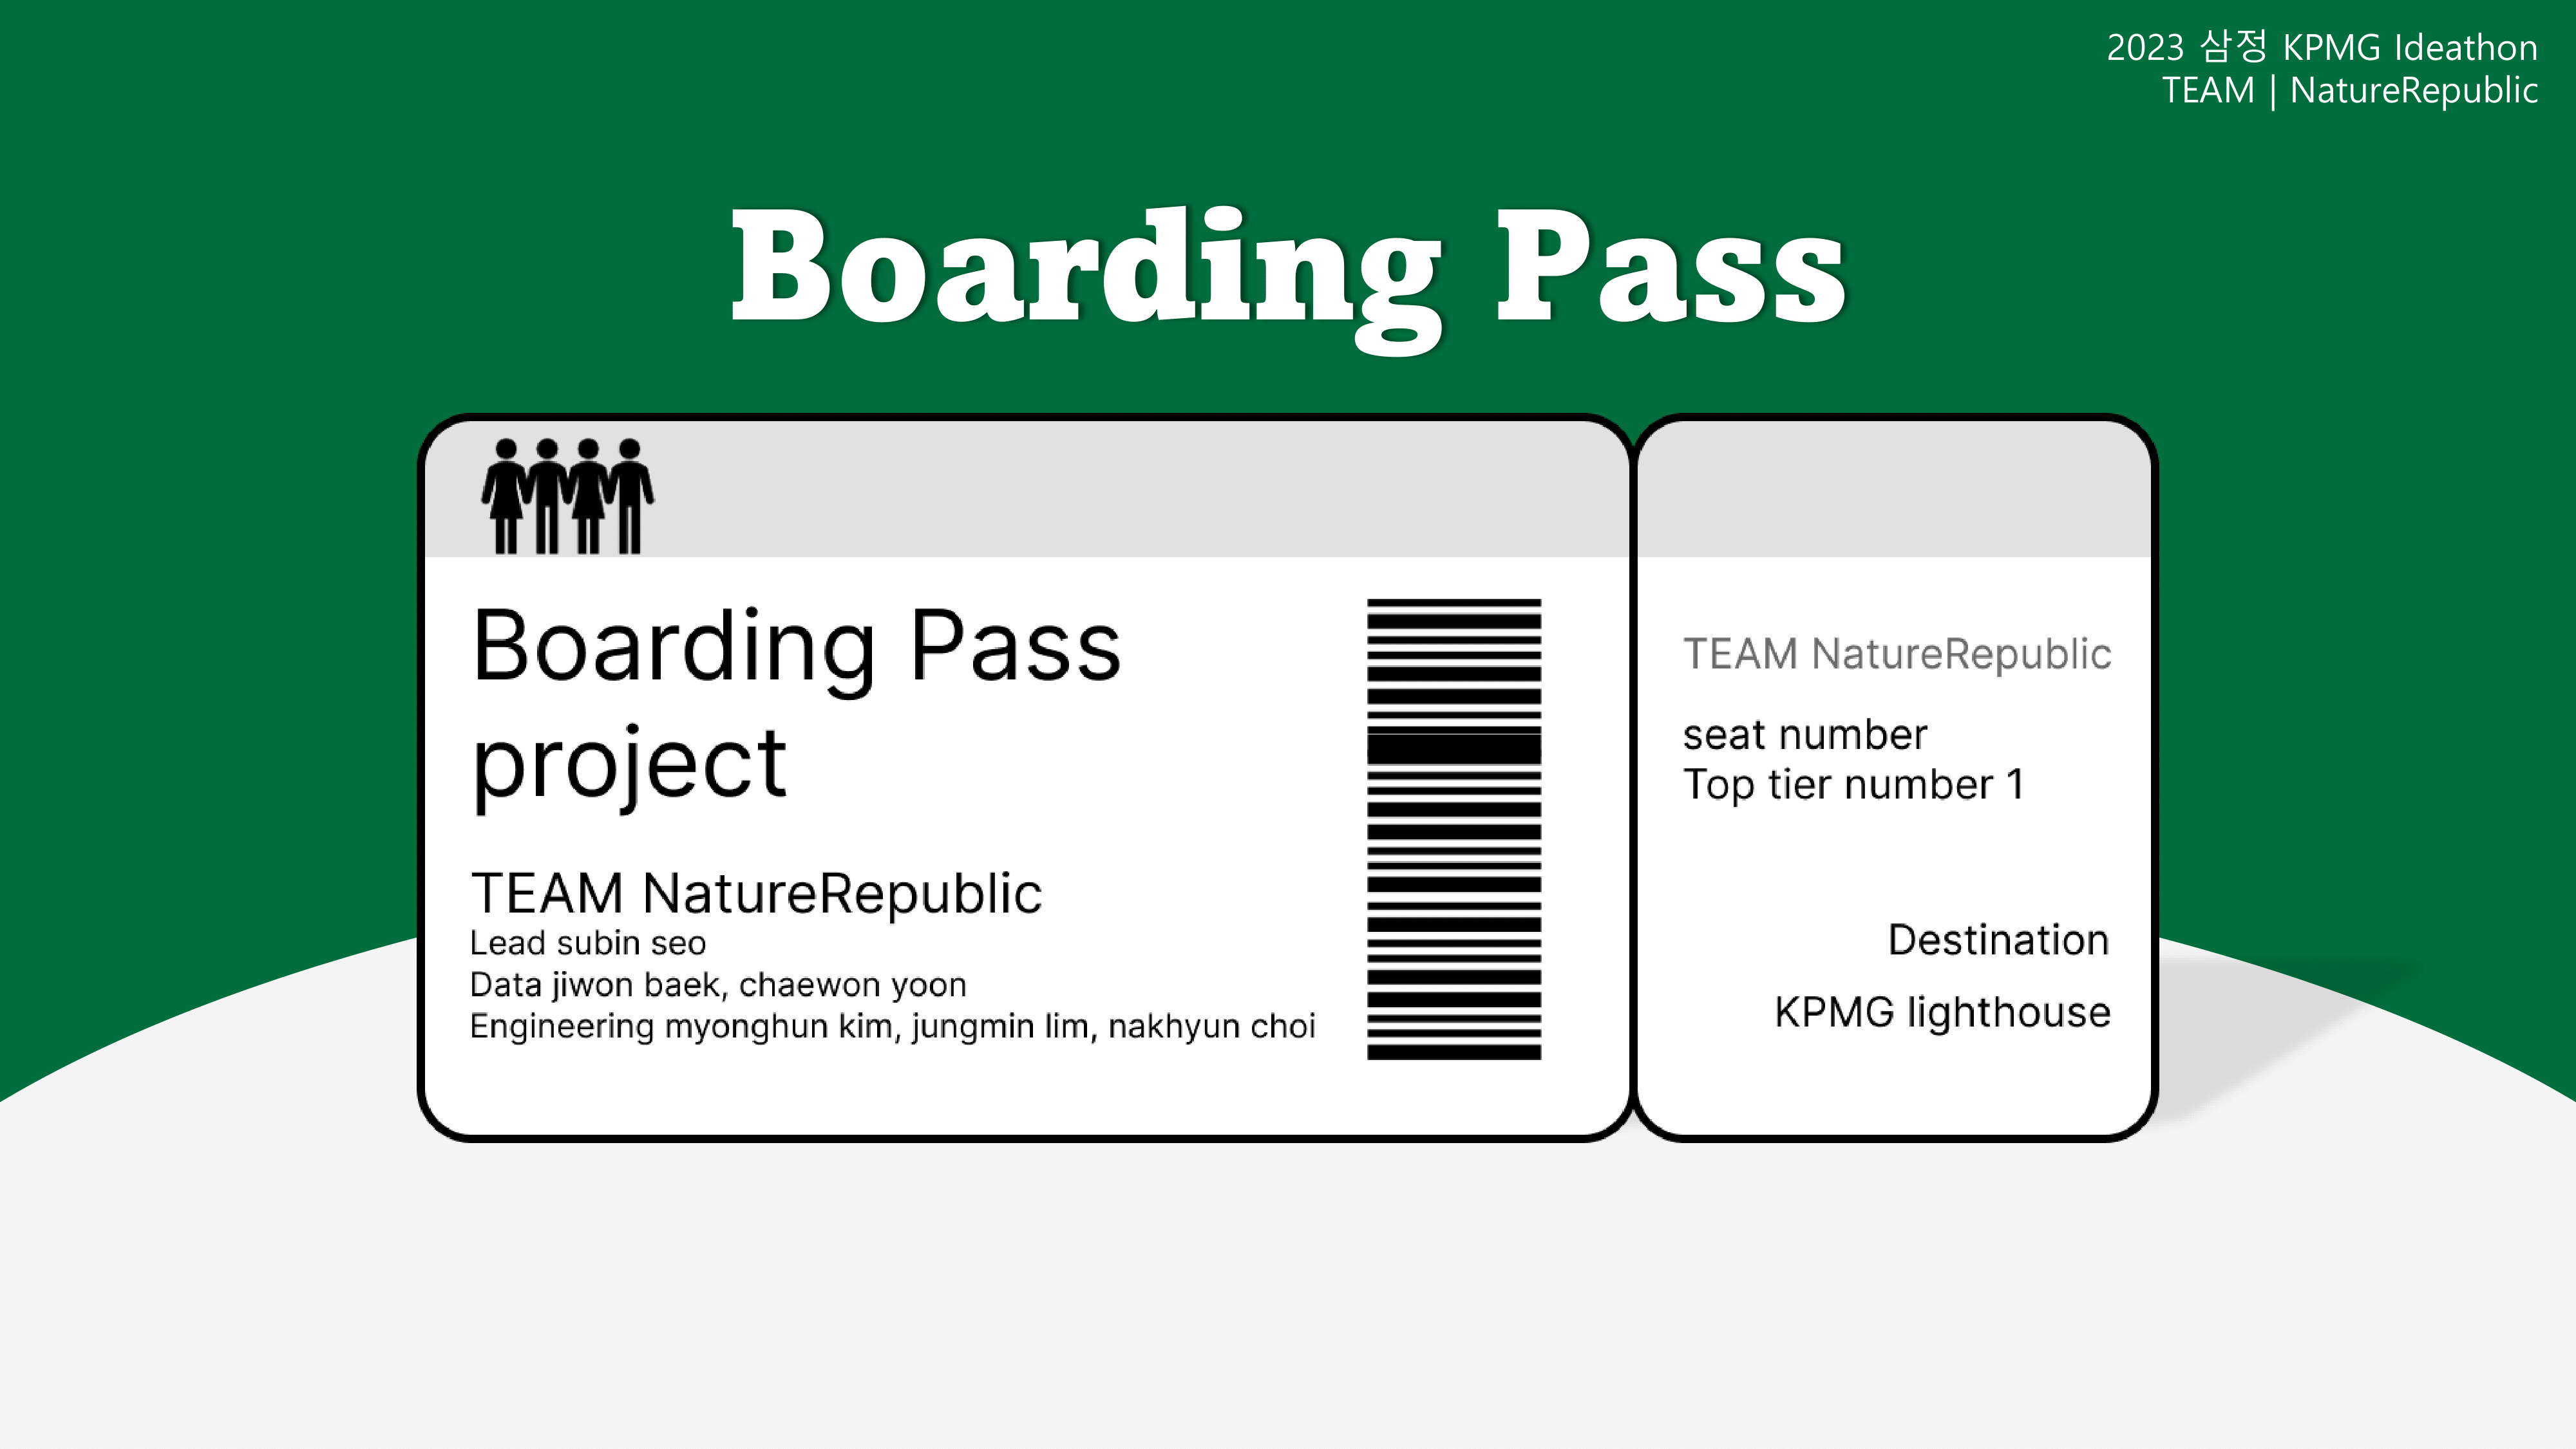 2023 삼정 KPMG Ideathon
TEAM | NatureRepublic
Boarding Pass
Boarding Pass
project
TEAM NatureRepublic
Lead subin seo
Data jiwon baek, chaewon yoon
Engineering myonghun kim, jungmin lim, nakhyun choi
TEAM NatureRepublic
seat number
Top tier number 1
Destination
KPMG lighthouse